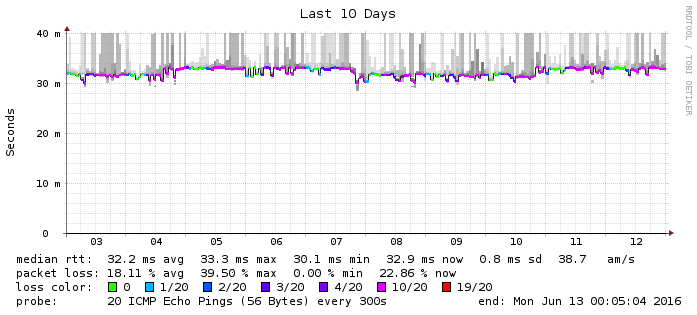 Last 10 Days
RRDTOOL / TOBI OETIKER
Seconds
40 m
30 m
20 m
10 m
0
03 04 05 06 07 08 09 10 11 12
median rtt: 32.2 ms avg 33.3 ms max 30.1 ms min 32.9 ms now 0.8 ms sd 38.7 am/s
packet loss: 18.11 % avg 39.50 % max 0.00 % min 22.86 % now
loss color: 0 1/20 2/20 3/20 4/20 10/20 19/20
probe: 20 ICMP Echo Pings (56 Bytes) every 300s end: Mon Jun 13 00:05:04 2016